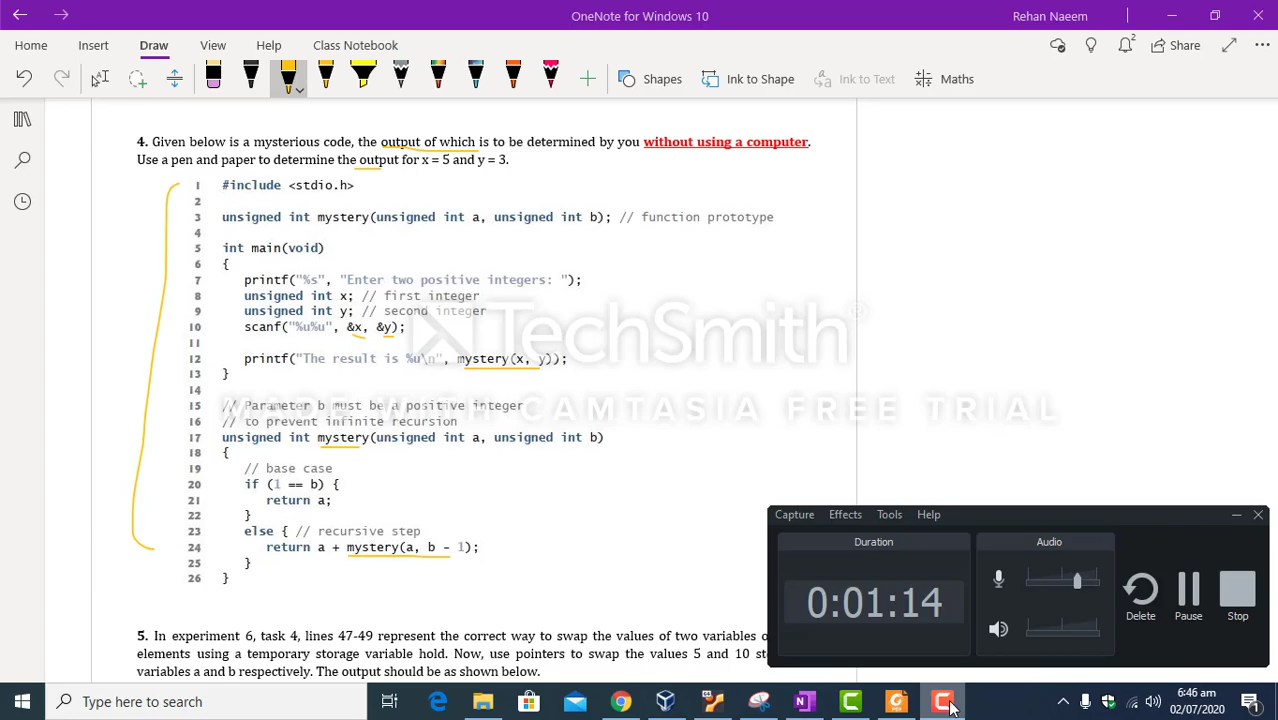 OneNote for Windows 10
Rehan Naeem
Home
Insert
Draw
View
Help
Class Notebook
Share
Shapes
Ink to Shape
Ink to Text
Maths
4. Given below is a mysterious code, the output of which is to be determined by you without using a computer.
Use a pen and paper to determine the output for x = 5 and y = 3.
1 #include <stdio.h>
2
3 unsigned int mystery(unsigned int a, unsigned int b); // function prototype
4
5 int main(void)
6 {
7 printf("%s", "Enter two positive integers: ");
8 unsigned int x; // first integer
9 unsigned int y; // second integer
10 scanf("%u%u", &x, &y);
11
12 printf("The result is %u\n", mystery(x, y));
13 }
14
15 // Parameter b must be a positive integer
16 // to prevent infinite recursion
17 unsigned int mystery(unsigned int a, unsigned int b)
18 {
19 // base case
20 if (1 == b) {
21 return a;
22 }
23 else { // recursive step
24 return a + mystery(a, b - 1);
25 }
26 }
TechSmith®
MADE WITH CAMTASIA FREE TRIAL
5. In experiment 6, task 4, lines 47-49 represent the correct way to swap the values of two variables
elements using a temporary storage variable hold. Now, use pointers to swap the values 5 and 10
variables a and b respectively. The output should be as shown below.
Capture
Effects
Tools
Help
Duration
Audio
0:01:14
Delete
Pause
Stop
Type here to search
6:46 am
02/07/2020